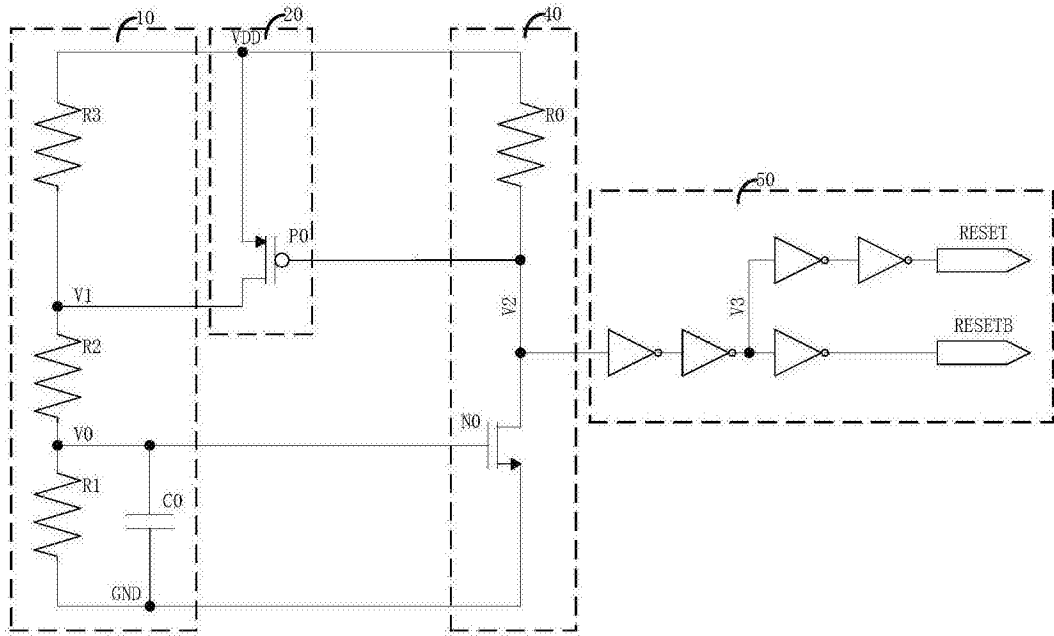 10
20
40
VDD
R3
R0
50
P0
RESET
V1
V2
V3
R2
RESETB
V0
N0
R1
C0
GND